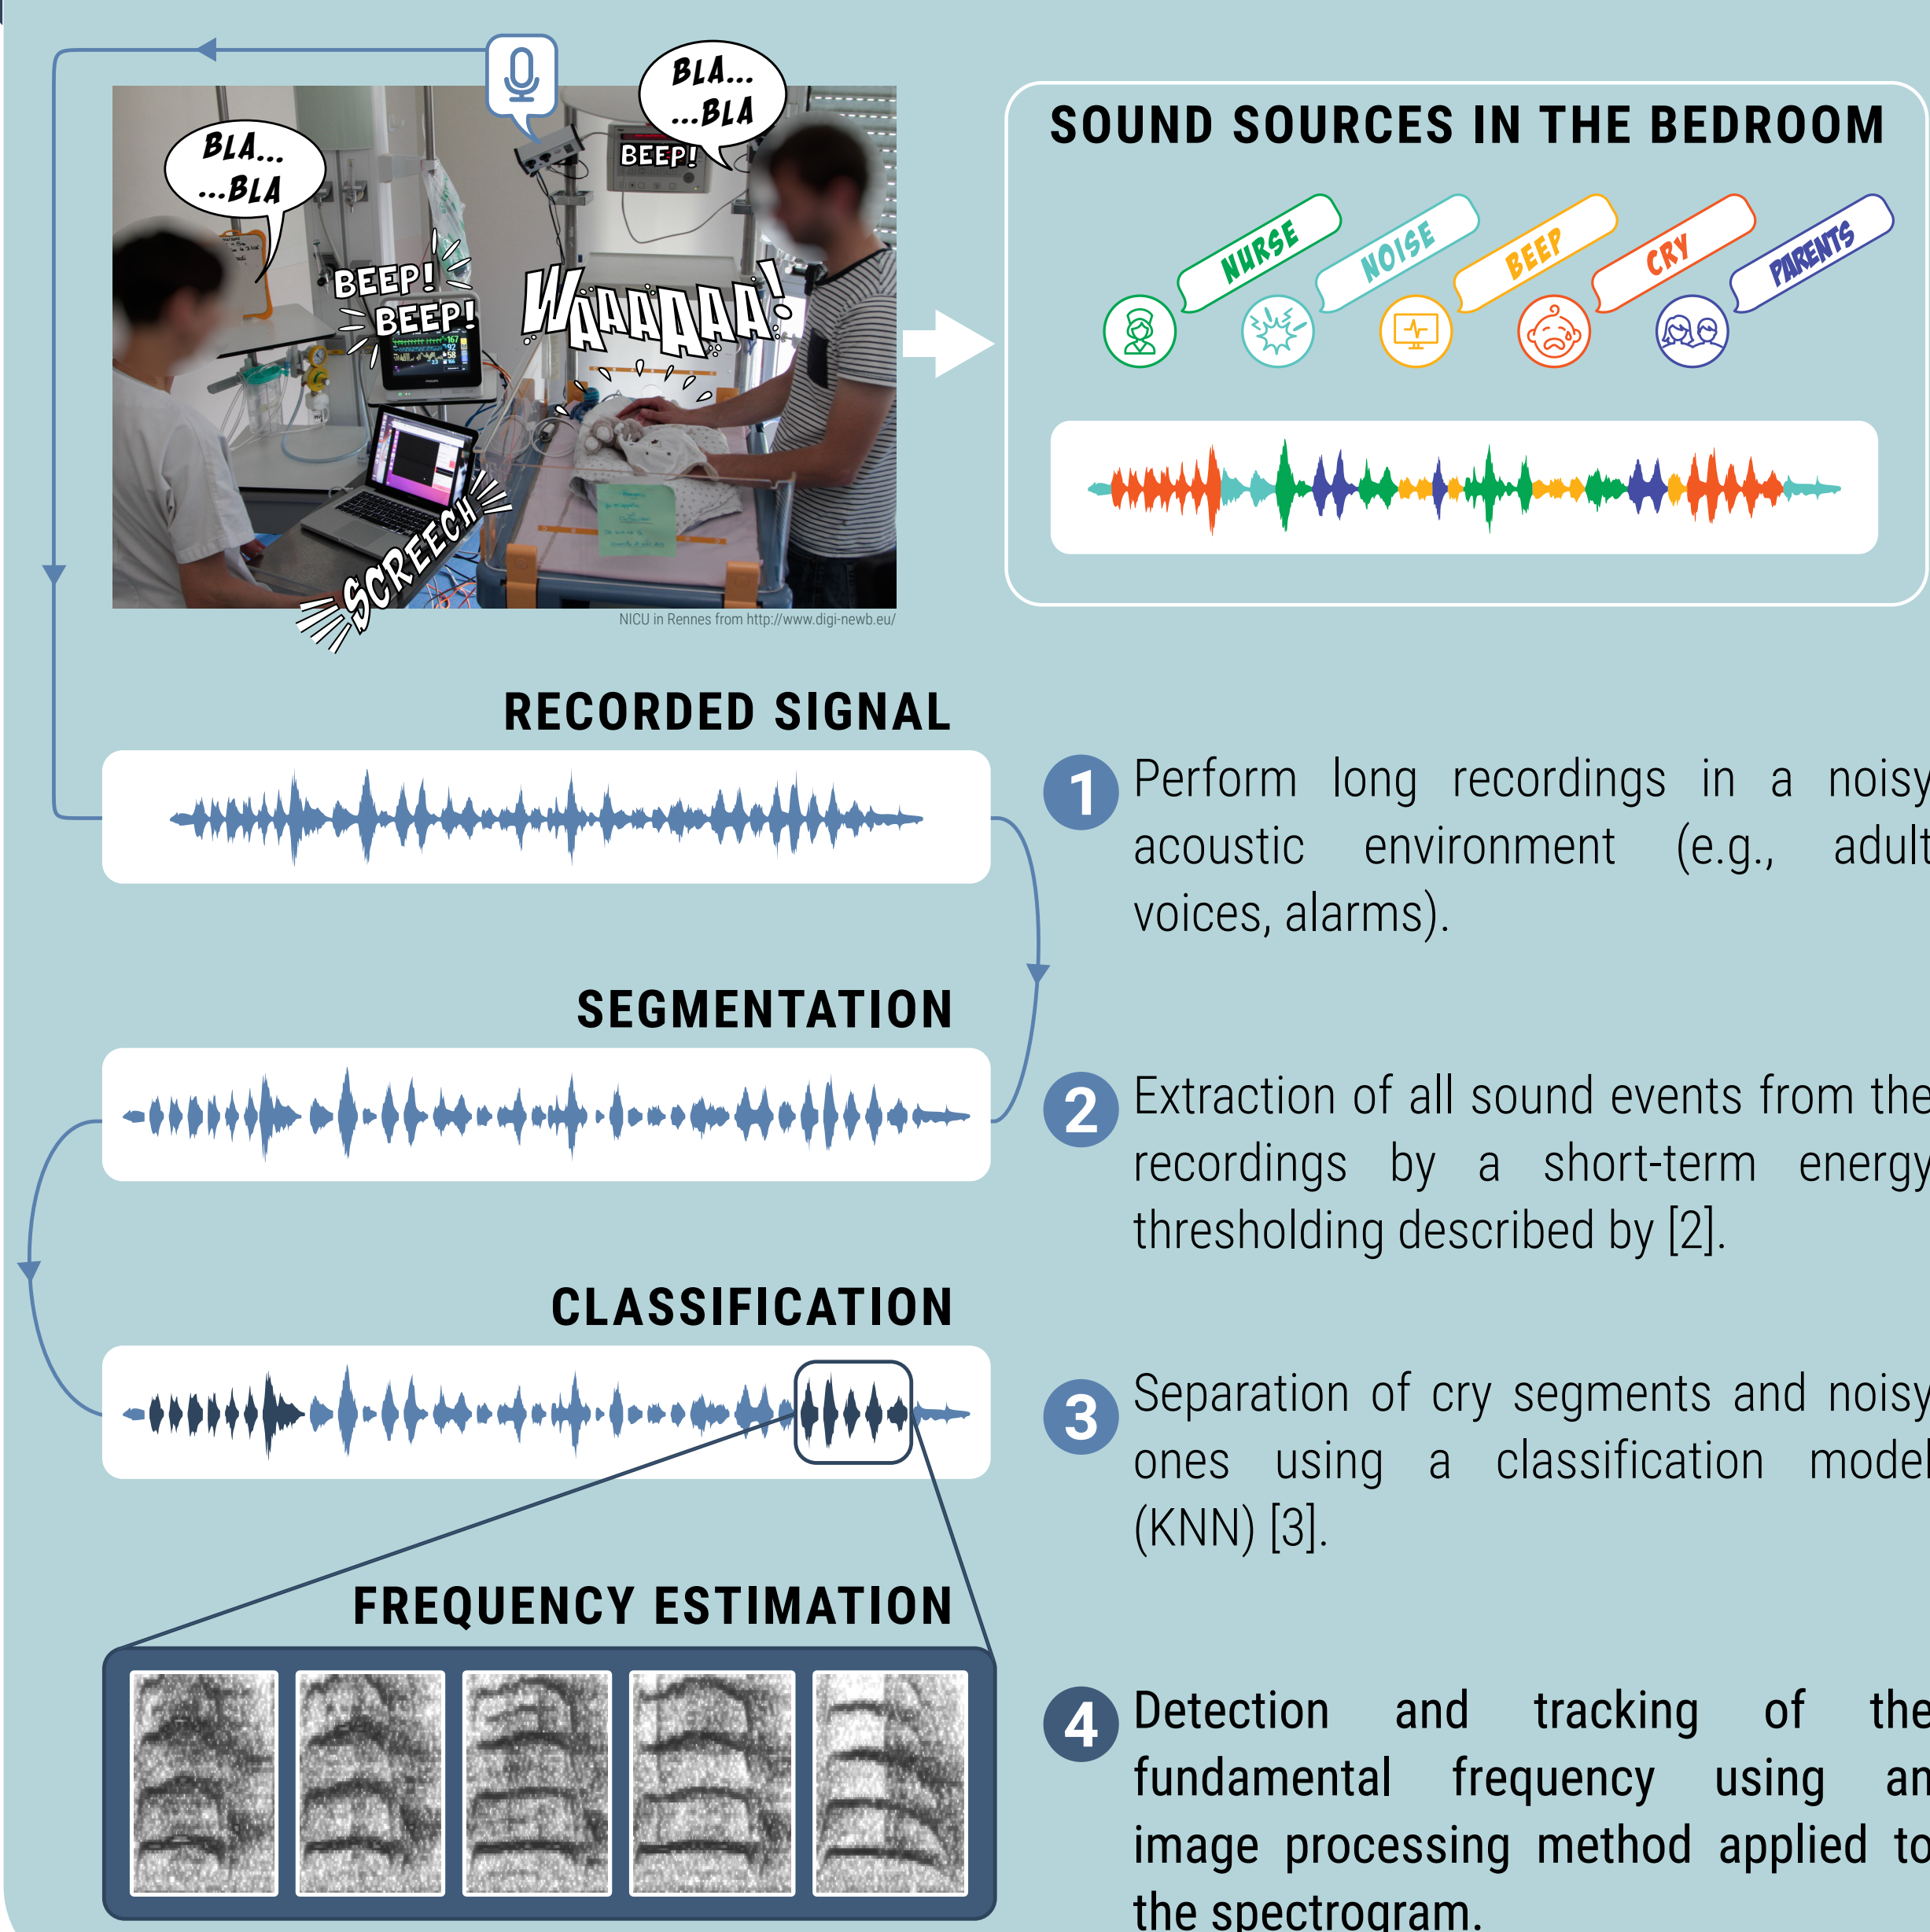 BLA...
...BLA
BLA...
...BLA
BEEP!
BEEP!
BEEP!
WAAAAAA!
SCREECH
NICU in Rennes from http://www.digi-newb.eu/
SOUND SOURCES IN THE BEDROOM
NURSE
NOISE
BEEP
CRY
PARENTS
RECORDED SIGNAL
1 Perform long recordings in a noisy
acoustic environment (e.g., adult
voices, alarms).
SEGMENTATION
2 Extraction of all sound events from the
recordings by a short-term energy
thresholding described by [2].
CLASSIFICATION
3 Separation of cry segments and noisy
ones using a classification model
(KNN) [3].
FREQUENCY ESTIMATION
4 Detection and tracking of the
fundamental frequency using an
image processing method applied to
the spectrogram.